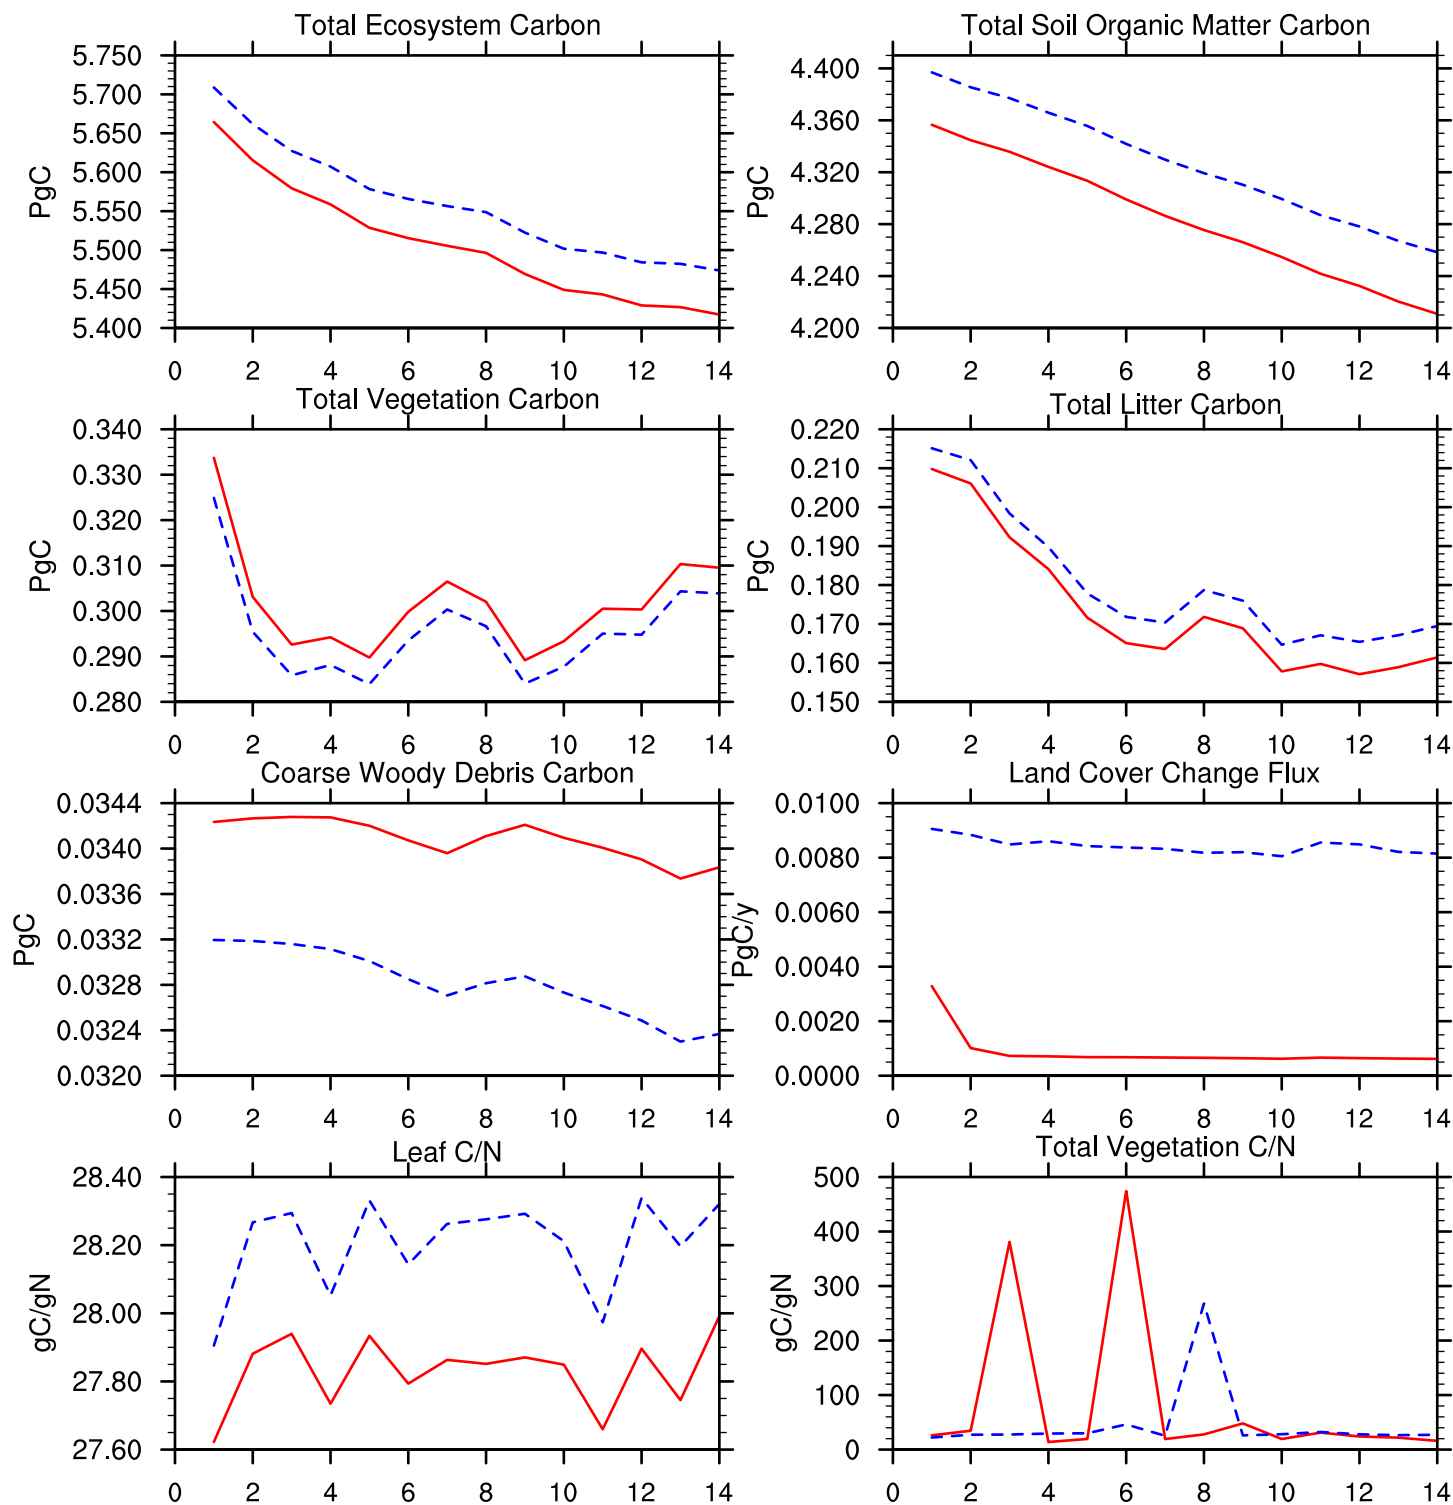 Total Ecosystem Carbon
5.750
5.700
5.650
5.600
5.550
5.500
5.450
5.400
PgC
0 2 4 6 8 10 12 14
Total Soil Organic Matter Carbon
4.400
4.360
4.320
4.280
4.240
4.200
PgC
0 2 4 6 8 10 12 14
Total Vegetation Carbon
0.340
0.330
0.320
0.310
0.300
0.290
0.280
PgC
0 2 4 6 8 10 12 14
Total Litter Carbon
0.220
0.210
0.200
0.190
0.180
0.170
0.160
0.150
PgC
0 2 4 6 8 10 12 14
Coarse Woody Debris Carbon
0.0344
0.0340
0.0336
0.0332
0.0328
0.0324
0.0320
PgC
0 2 4 6 8 10 12 14
Land Cover Change Flux
0.0100
0.0080
0.0060
0.0040
0.0020
0.0000
PgC/y
0 2 4 6 8 10 12 14
Leaf C/N
28.40
28.20
28.00
27.80
27.60
gC/gN
0 2 4 6 8 10 12 14
Total Vegetation C/N
500
400
300
200
100
0
gC/gN
0 2 4 6 8 10 12 14